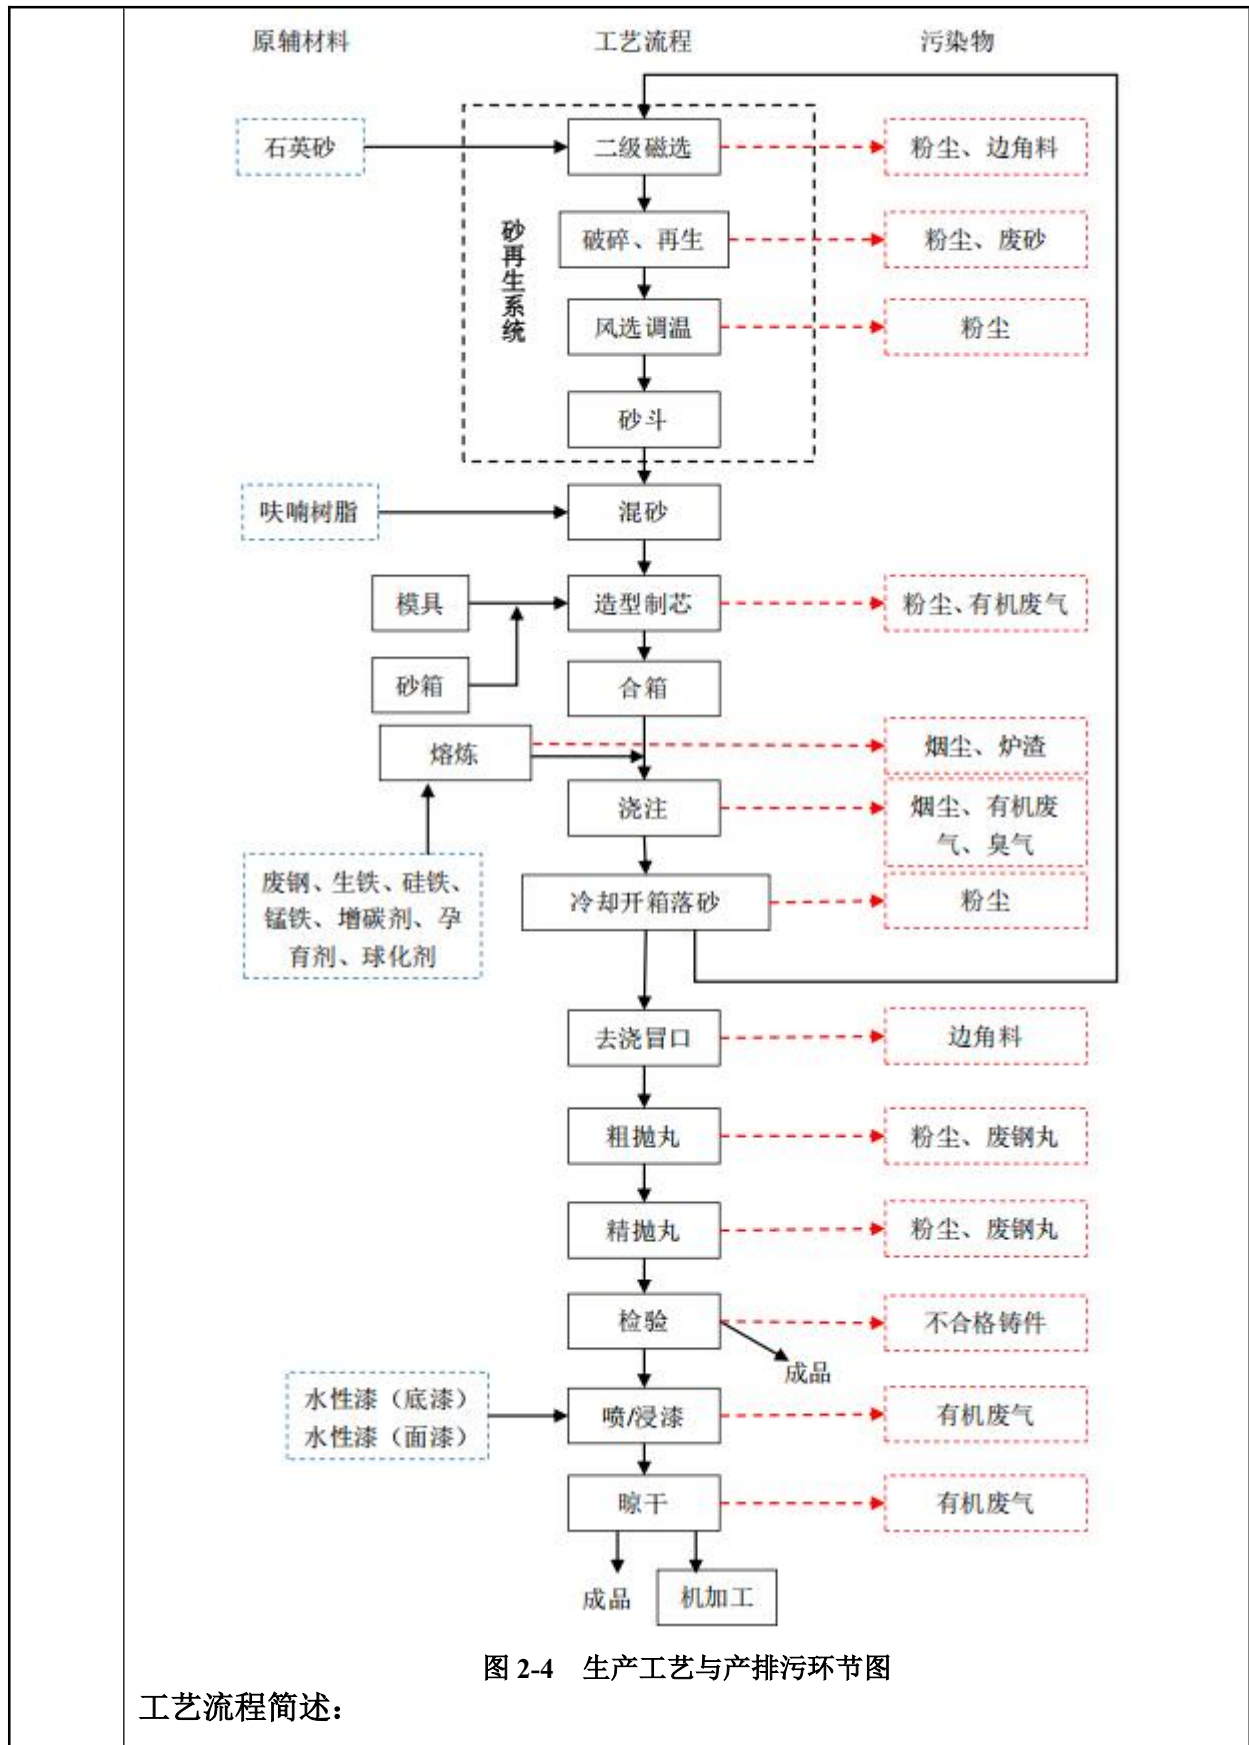 原辅材料
工艺流程
污染物
石英砂
二级磁选
粉尘、边角料
砂再生系统
破碎、再生
粉尘、废砂
风选调温
粉尘
砂斗
呋喃树脂
混砂
模具
造型制芯
粉尘、有机废气
砂箱
合箱
熔炼
烟尘、炉渣
浇注
烟尘、有机废
气、臭气
废钢、生铁、硅铁、
锰铁、增碳剂、孕
育剂、球化剂
冷却开箱落砂
粉尘
去浇冒口
边角料
粗抛丸
粉尘、废钢丸
精抛丸
粉尘、废钢丸
检验
不合格铸件
成品
水性漆（底漆）
水性漆（面漆）
喷/浸漆
有机废气
晾干
有机废气
成品
机加工
图 2-4 生产工艺与产排污环节图
工艺流程简述：